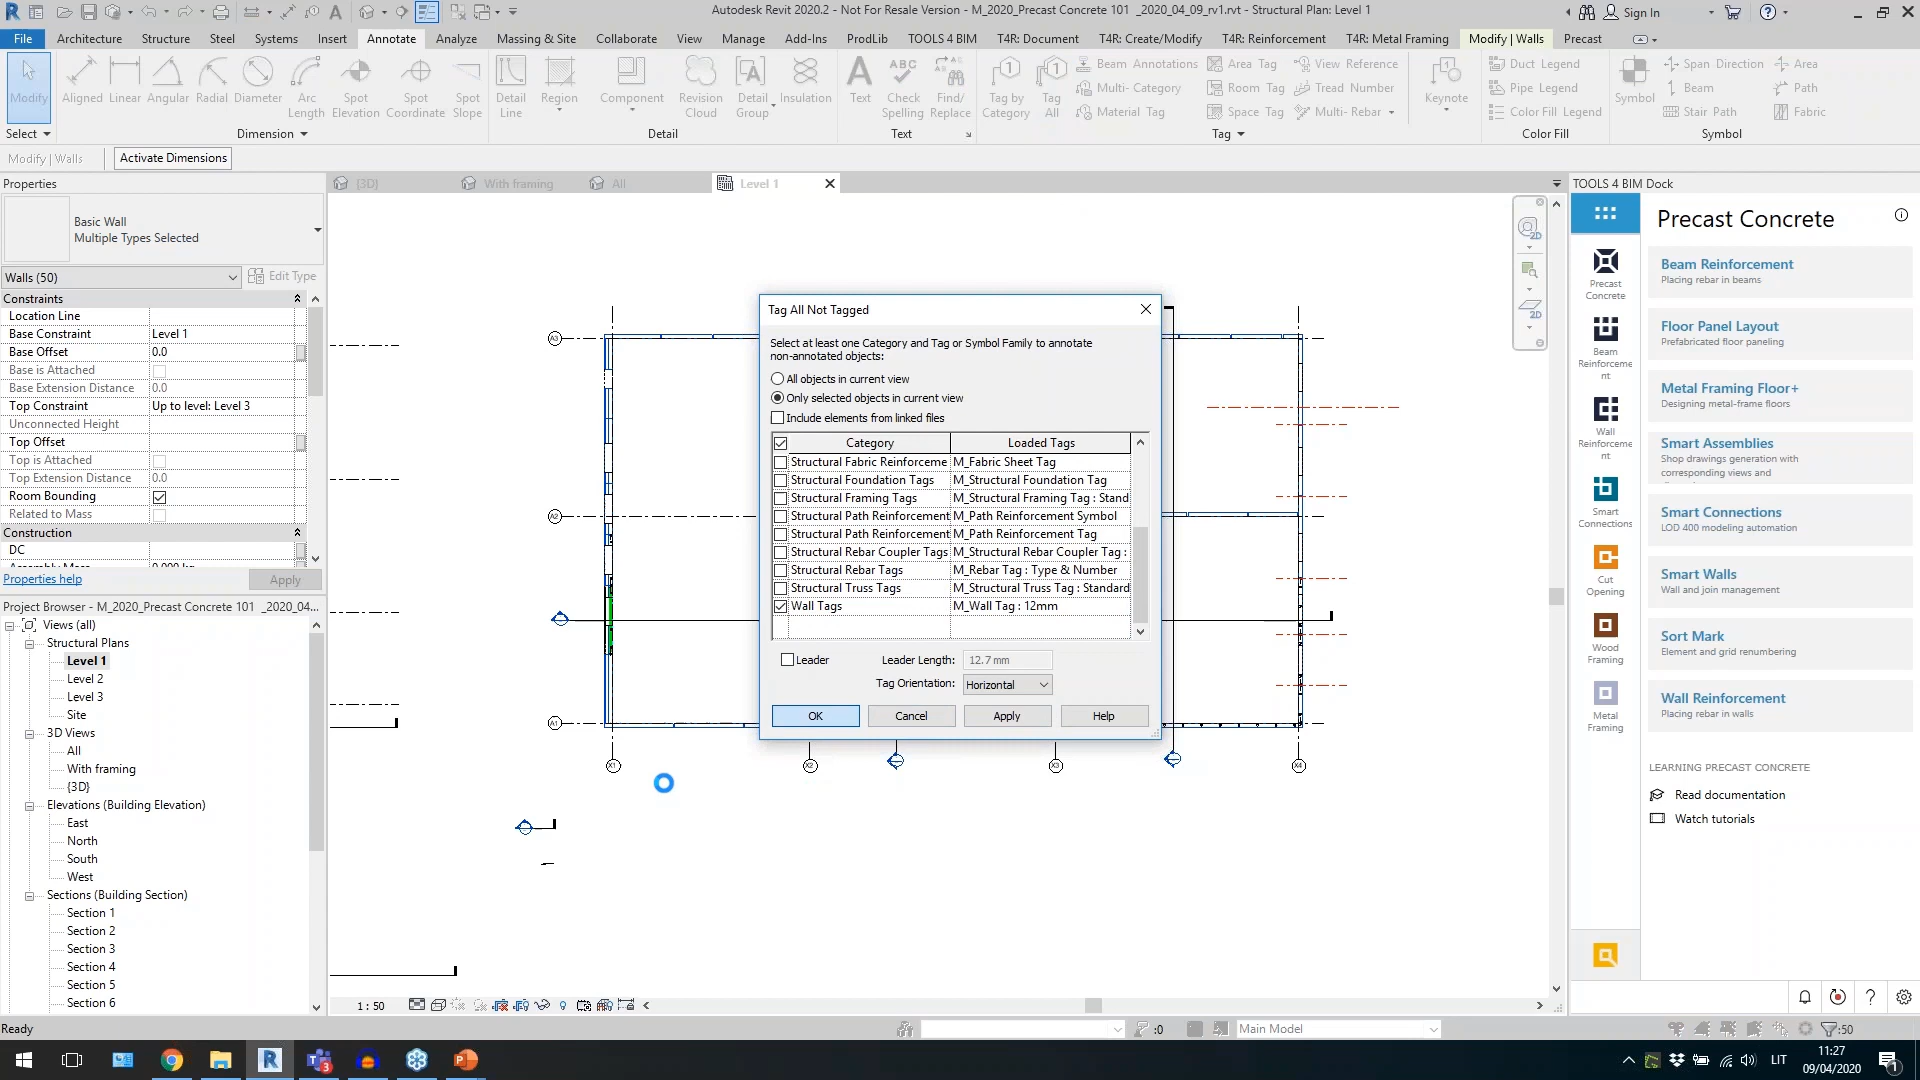 Autodesk Revit 2020.2 - Not For Resale Version - M_2020_Precast Concrete 101 _2020_04_09_rv1.rvt - Structural Plan: Level 1
Sign In
File Architecture Structure Steel Systems Insert Annotate Analyze Massing & Site Collaborate View Manage Add-Ins ProdLib TOOLS 4 BIM T4R: Document T4R: Create/Modify T4R: Reinforcement T4R: Metal Framing Modify | Walls Precast
Modify
Aligned Linear Angular Radial Diameter Arc Length Spot Elevation Spot Coordinate Spot Slope
Detail Line Region Component Revision Cloud Detail Group Insulation
Text Check Spelling Find/ Replace
Tag by Category Tag All
Beam Annotations
Multi- Category
Material Tag
Area Tag
Room Tag
Space Tag
View Reference
Tread Number
Multi-Rebar
Keynote
Duct Legend
Pipe Legend
Color Fill Legend
Symbol
Span Direction
Beam
Stair Path
Area
Path
Fabric
Select Dimension Detail Text Tag Color Fill Symbol
Modify | Walls Activate Dimensions
Properties
Basic Wall
Multiple Types Selected
Walls (50) Edit Type
Constraints
Location Line
Base Constraint Level 1
Base Offset 0.0
Base is Attached
Base Extension Distance 0.0
Top Constraint Up to level: Level 3
Unconnected Height
Top Offset
Top is Attached
Top Extension Distance 0.0
Room Bounding
Related to Mass
Construction
DC
Properties help Apply
Project Browser - M_2020_Precast Concrete 101 _2020_04...
Views (all)
Structural Plans
Level 1
Level 2
Level 3
Site
3D Views
All
With framing
{3D}
Elevations (Building Elevation)
East
North
South
West
Sections (Building Section)
Section 1
Section 2
Section 3
Section 4
Section 5
Section 6
{3D} With framing All Level 1
A3
A2
A1
X1 X2 X3 X4
2D
2D
Tag All Not Tagged
Select at least one Category and Tag or Symbol Family to annotate
non-annotated objects:
All objects in current view
Only selected objects in current view
Include elements from linked files
Category Loaded Tags
Structural Fabric Reinforceme M_Fabric Sheet Tag
Structural Foundation Tags M_Structural Foundation Tag
Structural Framing Tags M_Structural Framing Tag : Stand
Structural Path Reinforcement M_Path Reinforcement Symbol
Structural Path Reinforcement M_Path Reinforcement Tag
Structural Rebar Coupler Tags M_Structural Rebar Coupler Tag :
Structural Rebar Tags M_Rebar Tag : Type & Number
Structural Truss Tags M_Structural Truss Tag : Standard
Wall Tags M_Wall Tag : 12mm
Leader Leader Length: 12.7 mm
Tag Orientation: Horizontal
OK Cancel Apply Help
TOOLS 4 BIM Dock
Precast Concrete
Beam Reinforceme nt
Wall Reinforceme nt
Smart Connections
Cut Opening
Wood Framing
Metal Framing
Precast Concrete
Beam Reinforcement
Placing rebar in beams
Floor Panel Layout
Prefabricated floor paneling
Metal Framing Floor+
Designing metal-frame floors
Smart Assemblies
Shop drawings generation with
corresponding views and
Smart Connections
LOD 400 modeling automation
Smart Walls
Wall and join management
Sort Mark
Element and grid renumbering
Wall Reinforcement
Placing rebar in walls
LEARNING PRECAST CONCRETE
Read documentation
Watch tutorials
1 : 50
Ready :0 Main Model :50
LIT 11:27
09/04/2020